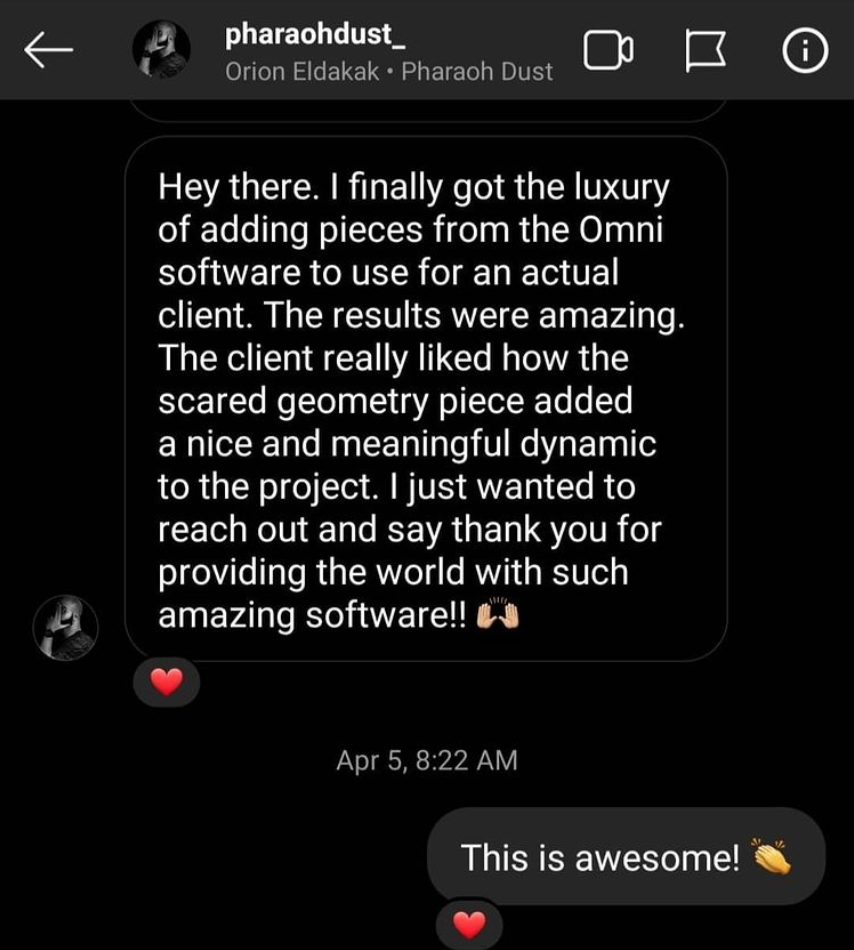 pharaohdust_
Orion Eldakak • Pharaoh Dust
Hey there. I finally got the luxury
of adding pieces from the Omni
software to use for an actual
client. The results were amazing.
The client really liked how the
scared geometry piece added
a nice and meaningful dynamic
to the project. I just wanted to
reach out and say thank you for
providing the world with such
amazing software!! 🙌🏼
Apr 5, 8:22 AM
This is awesome! 👏